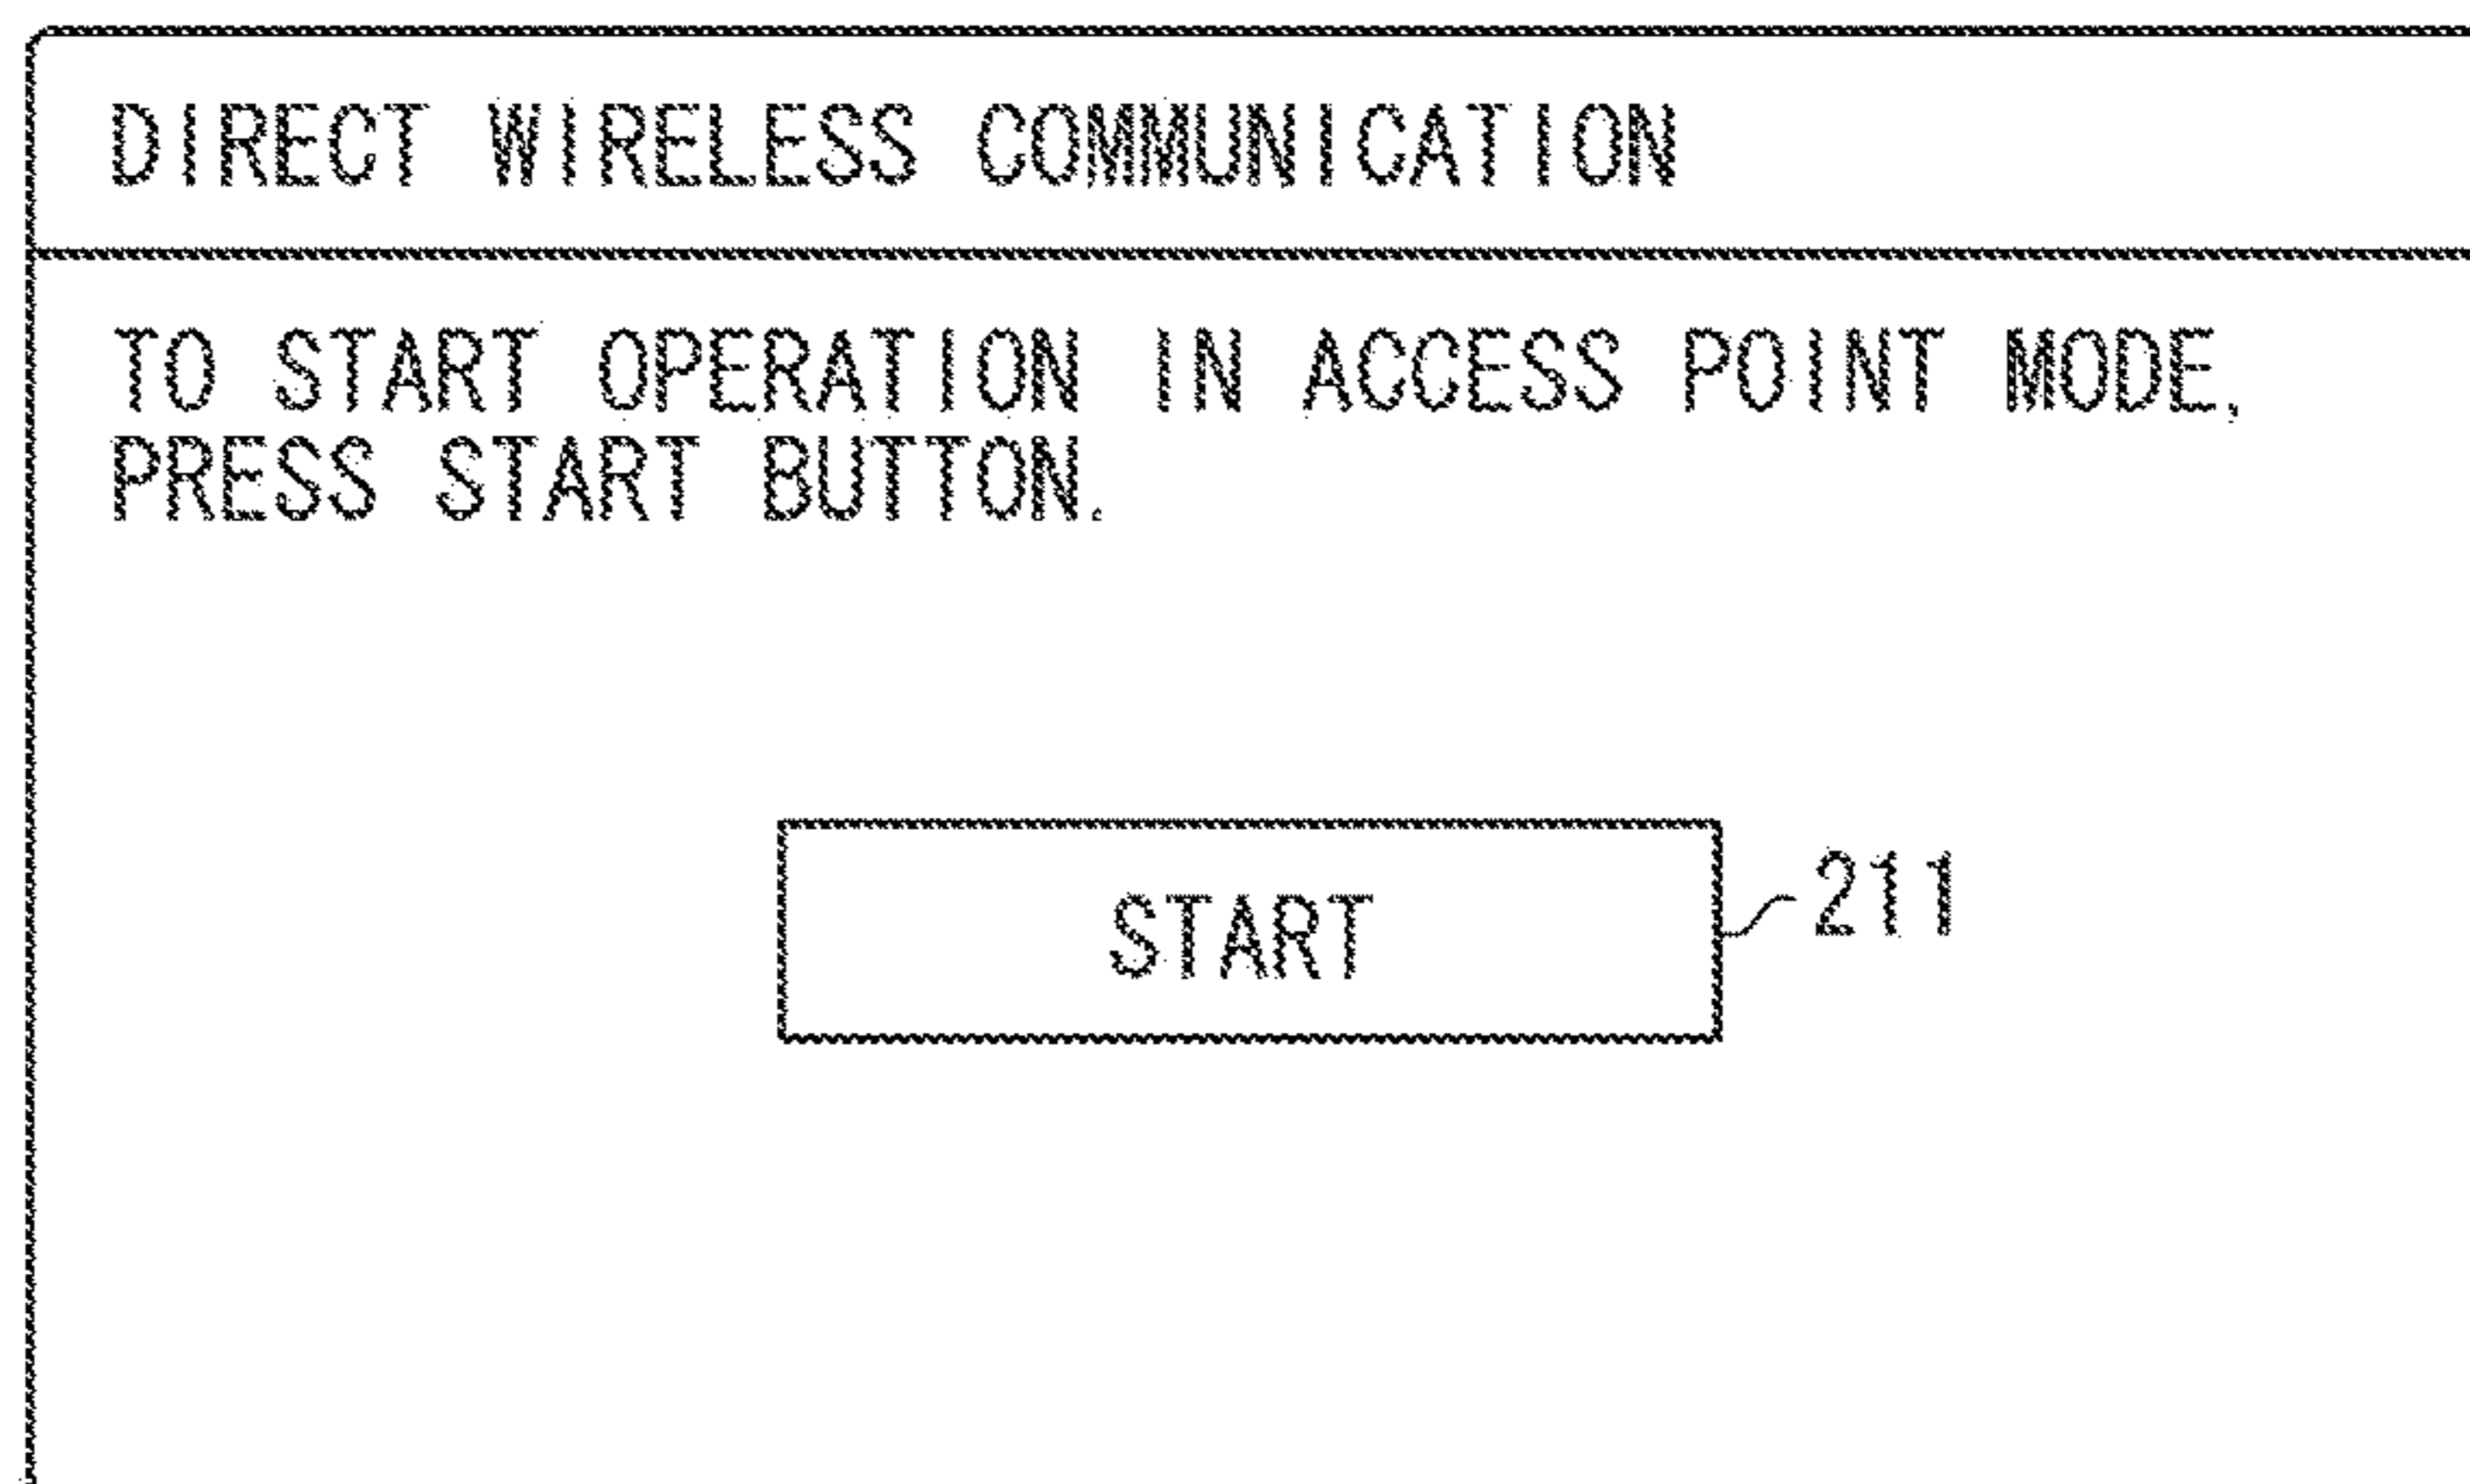 DIRECT WIRELESS COMMUNICATION
TO START OPERATION IN ACCESS POINT MODE,
PRESS START BUTTON.
START
211